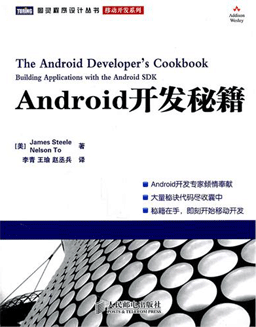 TURING 图灵程序设计丛书 移动开发系列
Addison
Wesley
The Android Developer's Cookbook
Building Applications with the Android SDK
Android开发秘籍
[美] James Steele
Nelson To 著
李青 王瑜 赵丞兵 译
Android开发专家倾情奉献
大量秘诀代码尽收囊中
秘籍在手，即刻开始移动开发
人民邮电出版社
POSTS & TELECOM PRESS